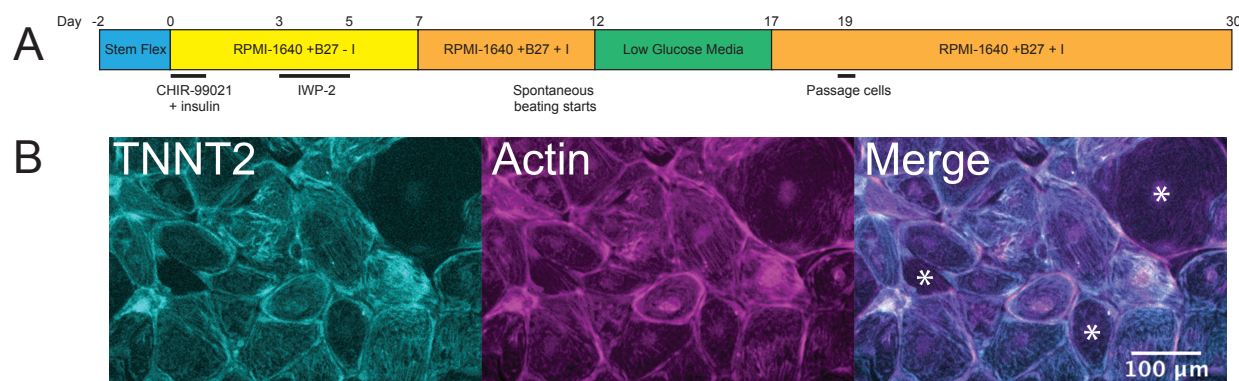 A
Day -2 0 3 5 7 12 17 19 30
Stem Flex RPMI-1640 +B27 - I RPMI-1640 +B27 + I Low Glucose Media RPMI-1640 +B27 + I
CHIR-99021 IWP-2 Spontaneous Passage cells
+ insulin beating starts
B
TNNT2 Actin Merge
*
*
*
100 µm